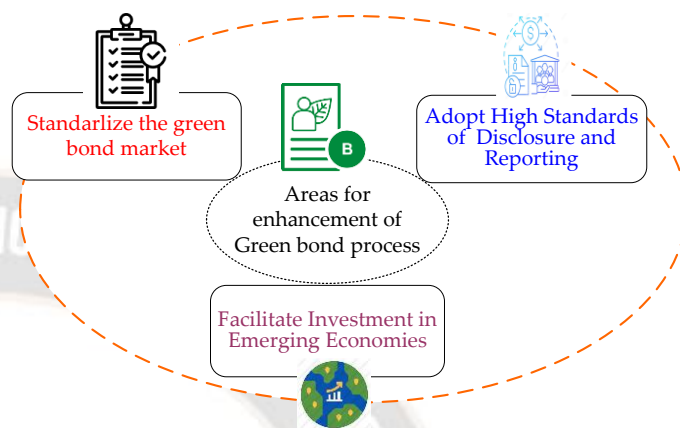 Standarlize the green
bond market
Adopt High Standards
of Disclosure and
Reporting
B
Areas for
enhancement of
Green bond process
Facilitate Investment in
Emerging Economies